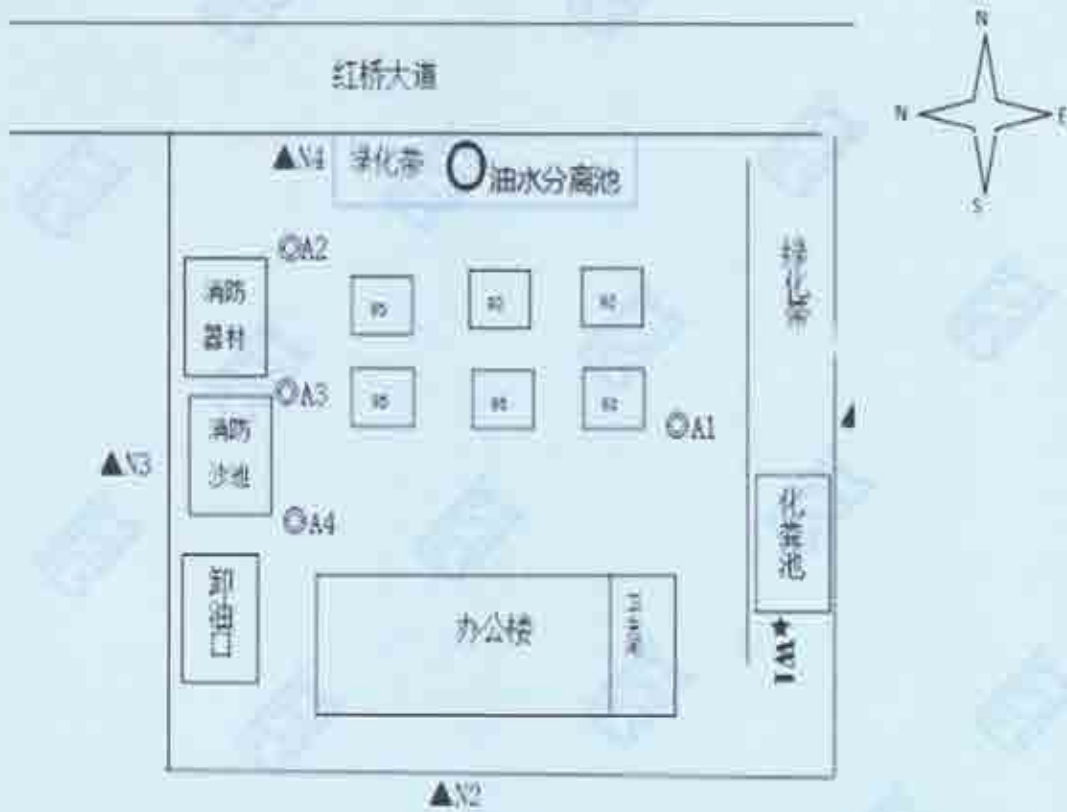 N
红桥大道
N
E
▲N4
绿化带
油水分离池
S
◎A2
绿化带
消防
器材
◎A3
◎A1
消防
沙池
▲N3
化粪池
◎A4
卸油口
办公楼
★W1
▲N2